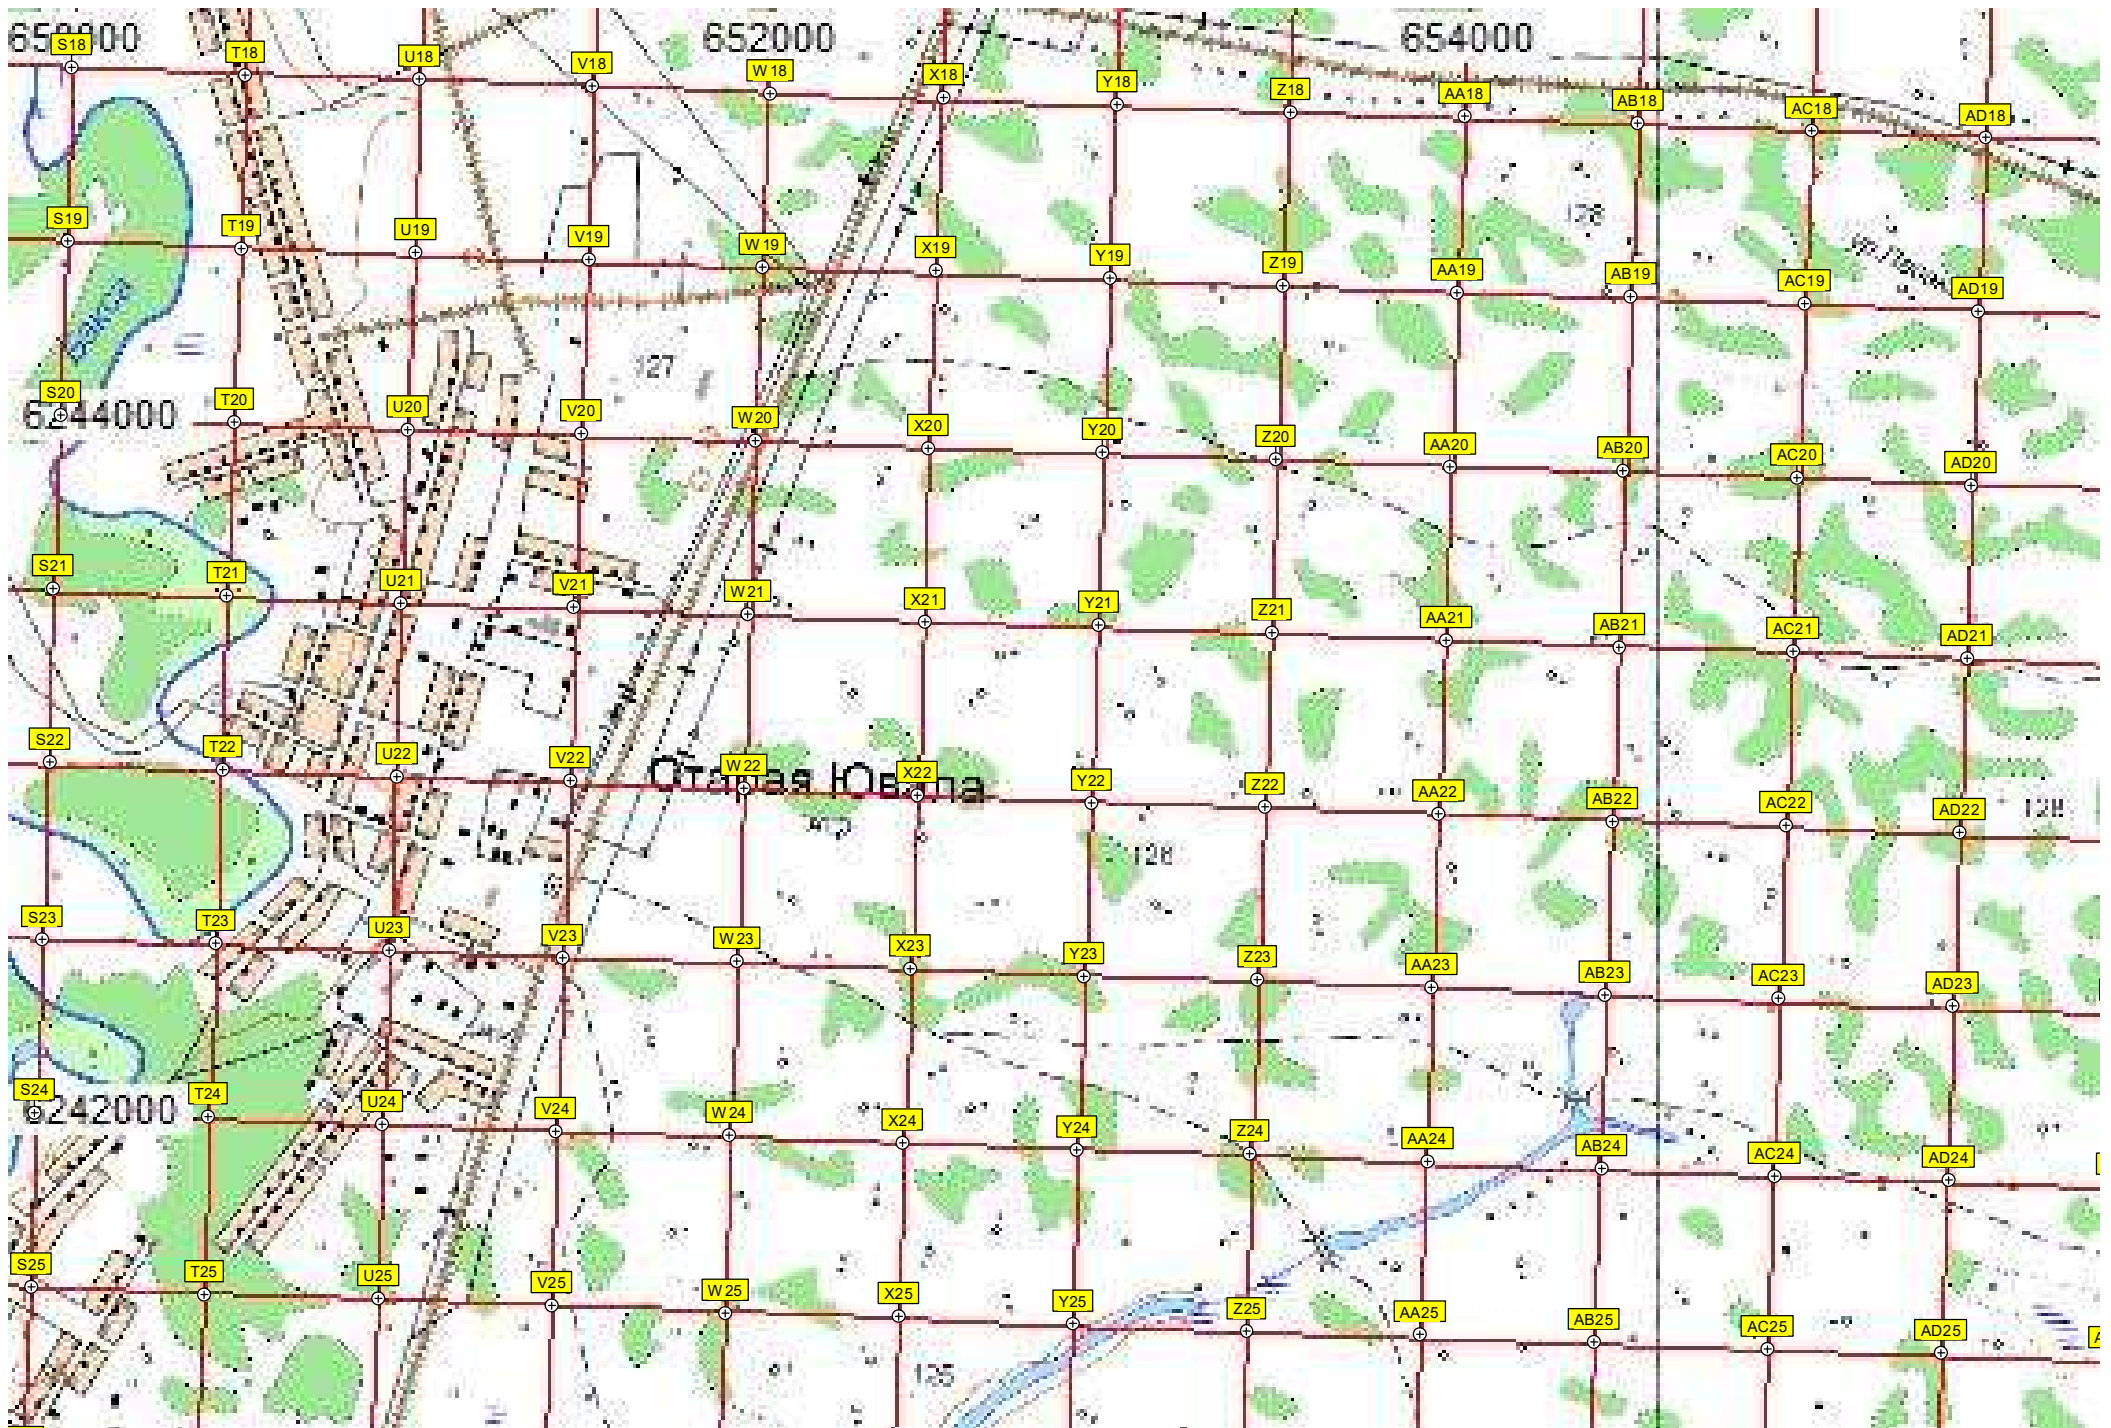 652000
654000
S18 T18 U18 V18 W18 X18 Y18 Z18 AA18 AB18 AC18 AD18
128
S19 T19 U19 V19 W19 X19 Y19 Z19 AA19 AB19 AC19 AD19
127
6244000
S20 T20 U20 V20 W20 X20 Y20 Z20 AA20 AB20 AC20 AD20
S21 T21 U21 V21 W21 X21 Y21 Z21 AA21 AB21 AC21 AD21
S22 T22 U22 V22 W22 X22 Y22 Z22 AA22 AB22 AC22 AD22
Старая Ювала
128
126
S23 T23 U23 V23 W23 X23 Y23 Z23 AA23 AB23 AC23 AD23
6242000
S24 T24 U24 V24 W24 X24 Y24 Z24 AA24 AB24 AC24 AD24
S25 T25 U25 V25 W25 X25 Y25 Z25 AA25 AB25 AC25 AD25
125